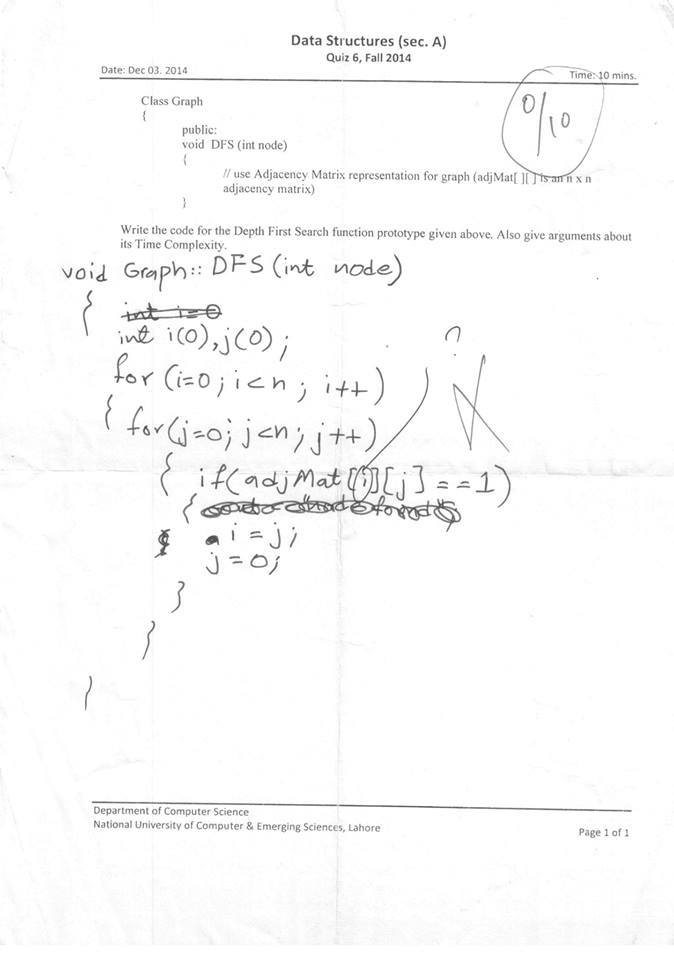 Data Structures (sec. A)
Quiz 6, Fall 2014
Date: Dec 03. 2014
Time: 10 mins.
0/10
Class Graph
{
public:
void DFS (int node)
{
// use Adjacency Matrix representation for graph (adjMat[ ][ ] is an n x n
adjacency matrix)
}
Write the code for the Depth First Search function prototype given above. Also give arguments about
its Time Complexity.
void Graph:: DFS (int node)
{ int i=0
int i(0), j(0);
?
for (i=0; i<n; i++)
{ for(j=0; j<n; j++)
{ if(adjMat[i][j] ==1)
{
i = j;
j = 0;
}
}
}
Department of Computer Science
National University of Computer & Emerging Sciences, Lahore
Page 1 of 1